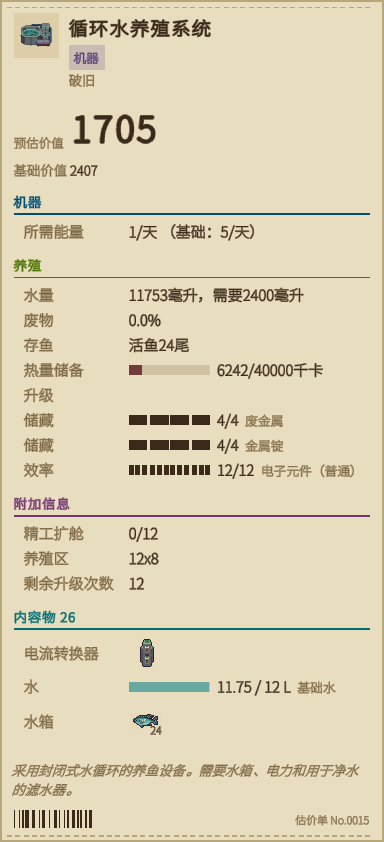 循环水养殖系统
机器
破旧
预估价值 1705
基础价值 2407
机器
所需能量 1/天 （基础：5/天）
养殖
水量 11753毫升，需要2400毫升
废物 0.0%
存鱼 活鱼24尾
热量储备 6242/40000千卡
升级
储藏 4/4 废金属
储藏 4/4 金属锭
效率 12/12 电子元件（普通）
附加信息
精工扩舱 0/12
养殖区 12x8
剩余升级次数 12
内容物 26
电流转换器
水 11.75 / 12 L 基础水
水箱 24
采用封闭式水循环的养鱼设备。需要水箱、电力和用于净水
的滤水器。
估价单 No.0015